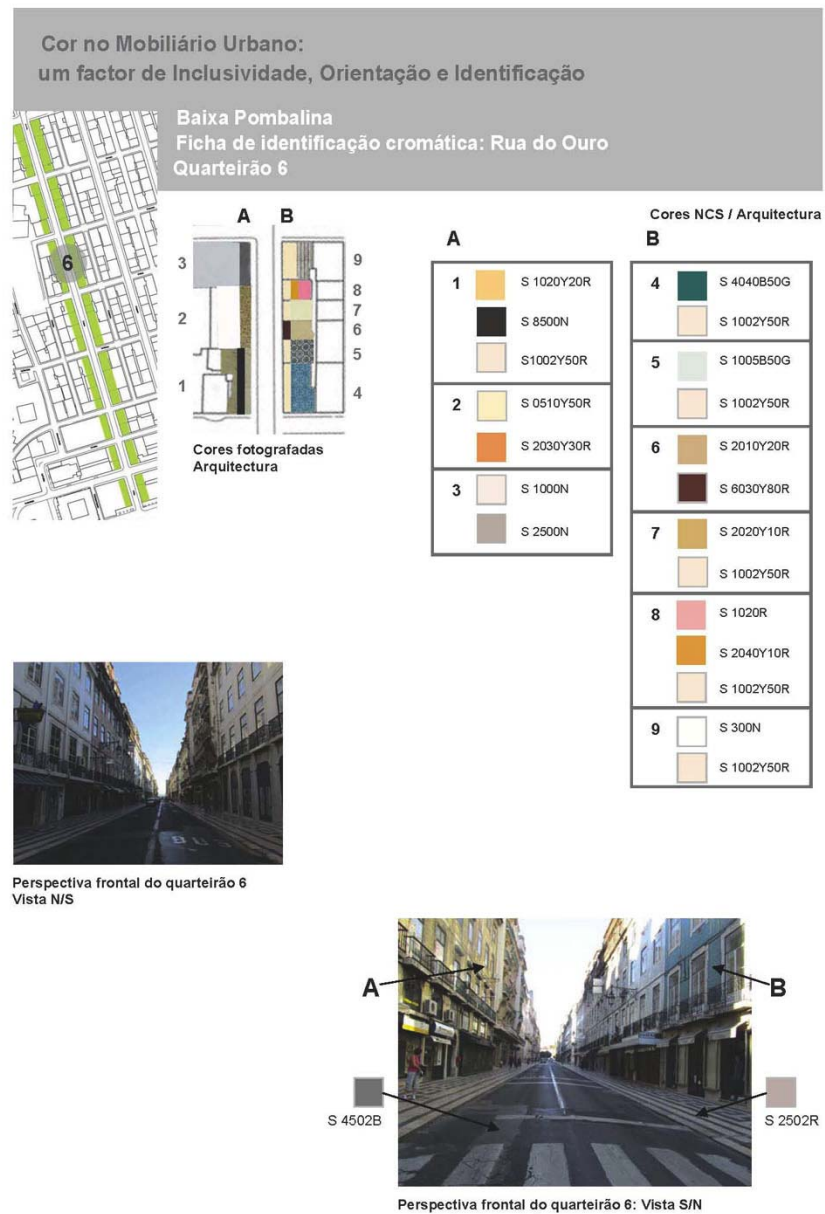 Cor no Mobiliário Urbano:
um factor de Inclusividade, Orientação e Identificação
Baixa Pombalina
Ficha de identificação cromática: Rua do Ouro
Quarteirão 6
6
A B
3
2
1
9
8
7
6
5
4
Cores fotografadas
Arquitectura
Cores NCS / Arquitectura
A
1 S 1020Y20R
S 8500N
S1002Y50R
2 S 0510Y50R
S 2030Y30R
3 S 1000N
S 2500N
B
4 S 4040B50G
S 1002Y50R
5 S 1005B50G
S 1002Y50R
6 S 2010Y20R
S 6030Y80R
7 S 2020Y10R
S 1002Y50R
8 S 1020R
S 2040Y10R
S 1002Y50R
9 S 300N
S 1002Y50R
BUS
Perspectiva frontal do quarteirão 6
Vista N/S
A
B
S 4502B
S 2502R
Perspectiva frontal do quarteirão 6: Vista S/N